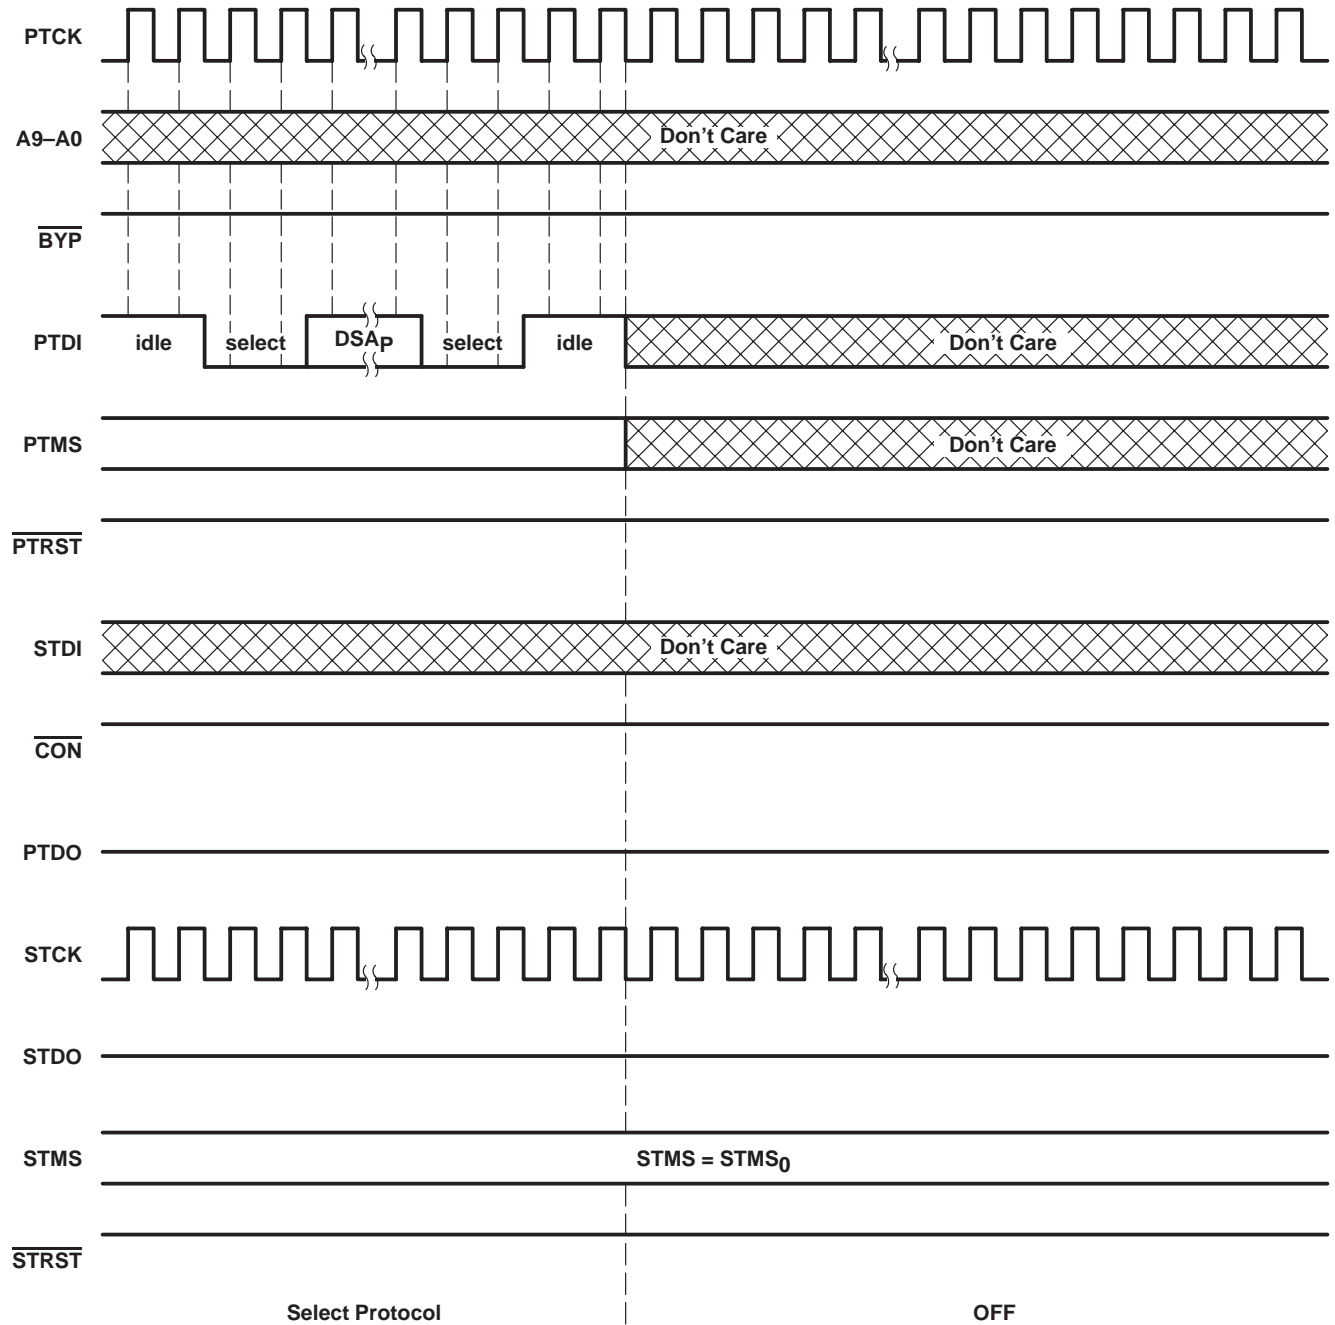 PTCK
A9–A0
Don't Care
BYP
PTDI
idle select DSAP select idle Don't Care
PTMS
Don't Care
PTRST
STDI
Don't Care
CON
PTDO
STCK
STDO
STMS
STMS = STMS0
STRST
Select Protocol OFF